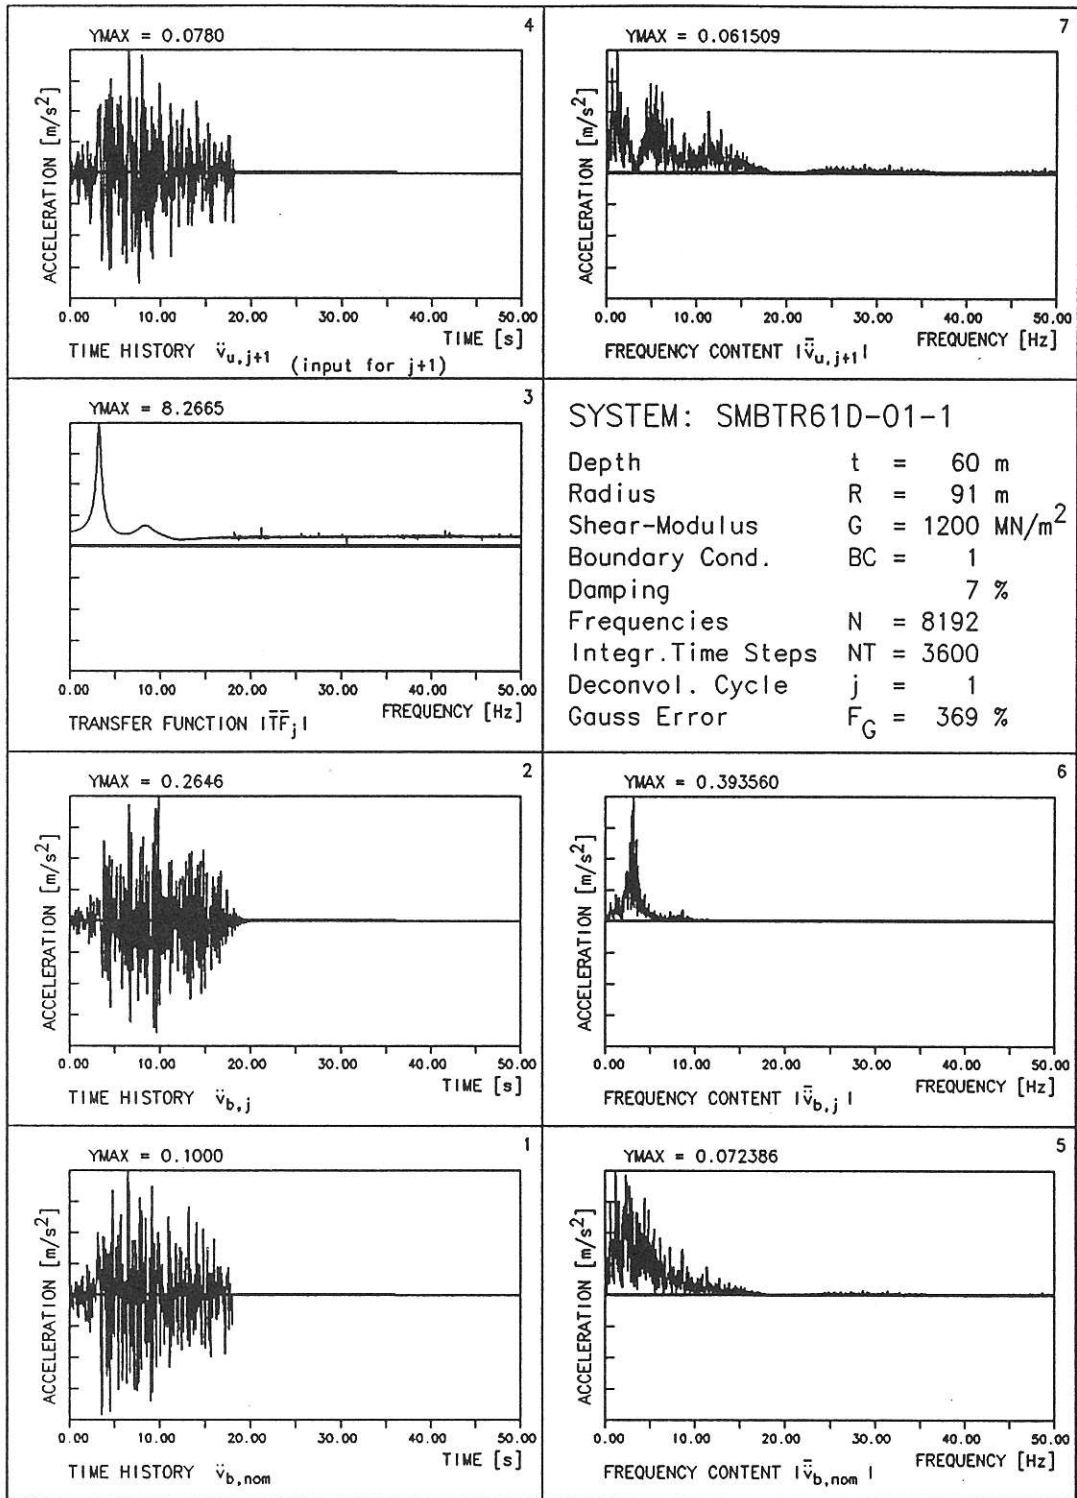 4
YMAX = 0.0780
ACCELERATION [m/s²]
0.00 10.00 20.00 30.00 40.00 50.00
TIME [s]
TIME HISTORY v̈u,j+1 (input for j+1)
7
YMAX = 0.061509
ACCELERATION [m/s²]
0.00 10.00 20.00 30.00 40.00 50.00
FREQUENCY [Hz]
FREQUENCY CONTENT |v̈̄u,j+1|
3
YMAX = 8.2665
0.00 10.00 20.00 30.00 40.00 50.00
FREQUENCY [Hz]
TRANSFER FUNCTION |T̄F̄j|
SYSTEM: SMBTR61D-01-1
Depth t = 60 m
Radius R = 91 m
Shear-Modulus G = 1200 MN/m²
Boundary Cond. BC = 1
Damping 7 %
Frequencies N = 8192
Integr.Time Steps NT = 3600
Deconvol. Cycle j = 1
Gauss Error FG = 369 %
2
YMAX = 0.2646
ACCELERATION [m/s²]
0.00 10.00 20.00 30.00 40.00 50.00
TIME [s]
TIME HISTORY v̈b,j
6
YMAX = 0.393560
ACCELERATION [m/s²]
0.00 10.00 20.00 30.00 40.00 50.00
FREQUENCY [Hz]
FREQUENCY CONTENT |v̈̄b,j|
1
YMAX = 0.1000
ACCELERATION [m/s²]
0.00 10.00 20.00 30.00 40.00 50.00
TIME [s]
TIME HISTORY v̈b,nom
5
YMAX = 0.072386
ACCELERATION [m/s²]
0.00 10.00 20.00 30.00 40.00 50.00
FREQUENCY [Hz]
FREQUENCY CONTENT |v̈̄b,nom|